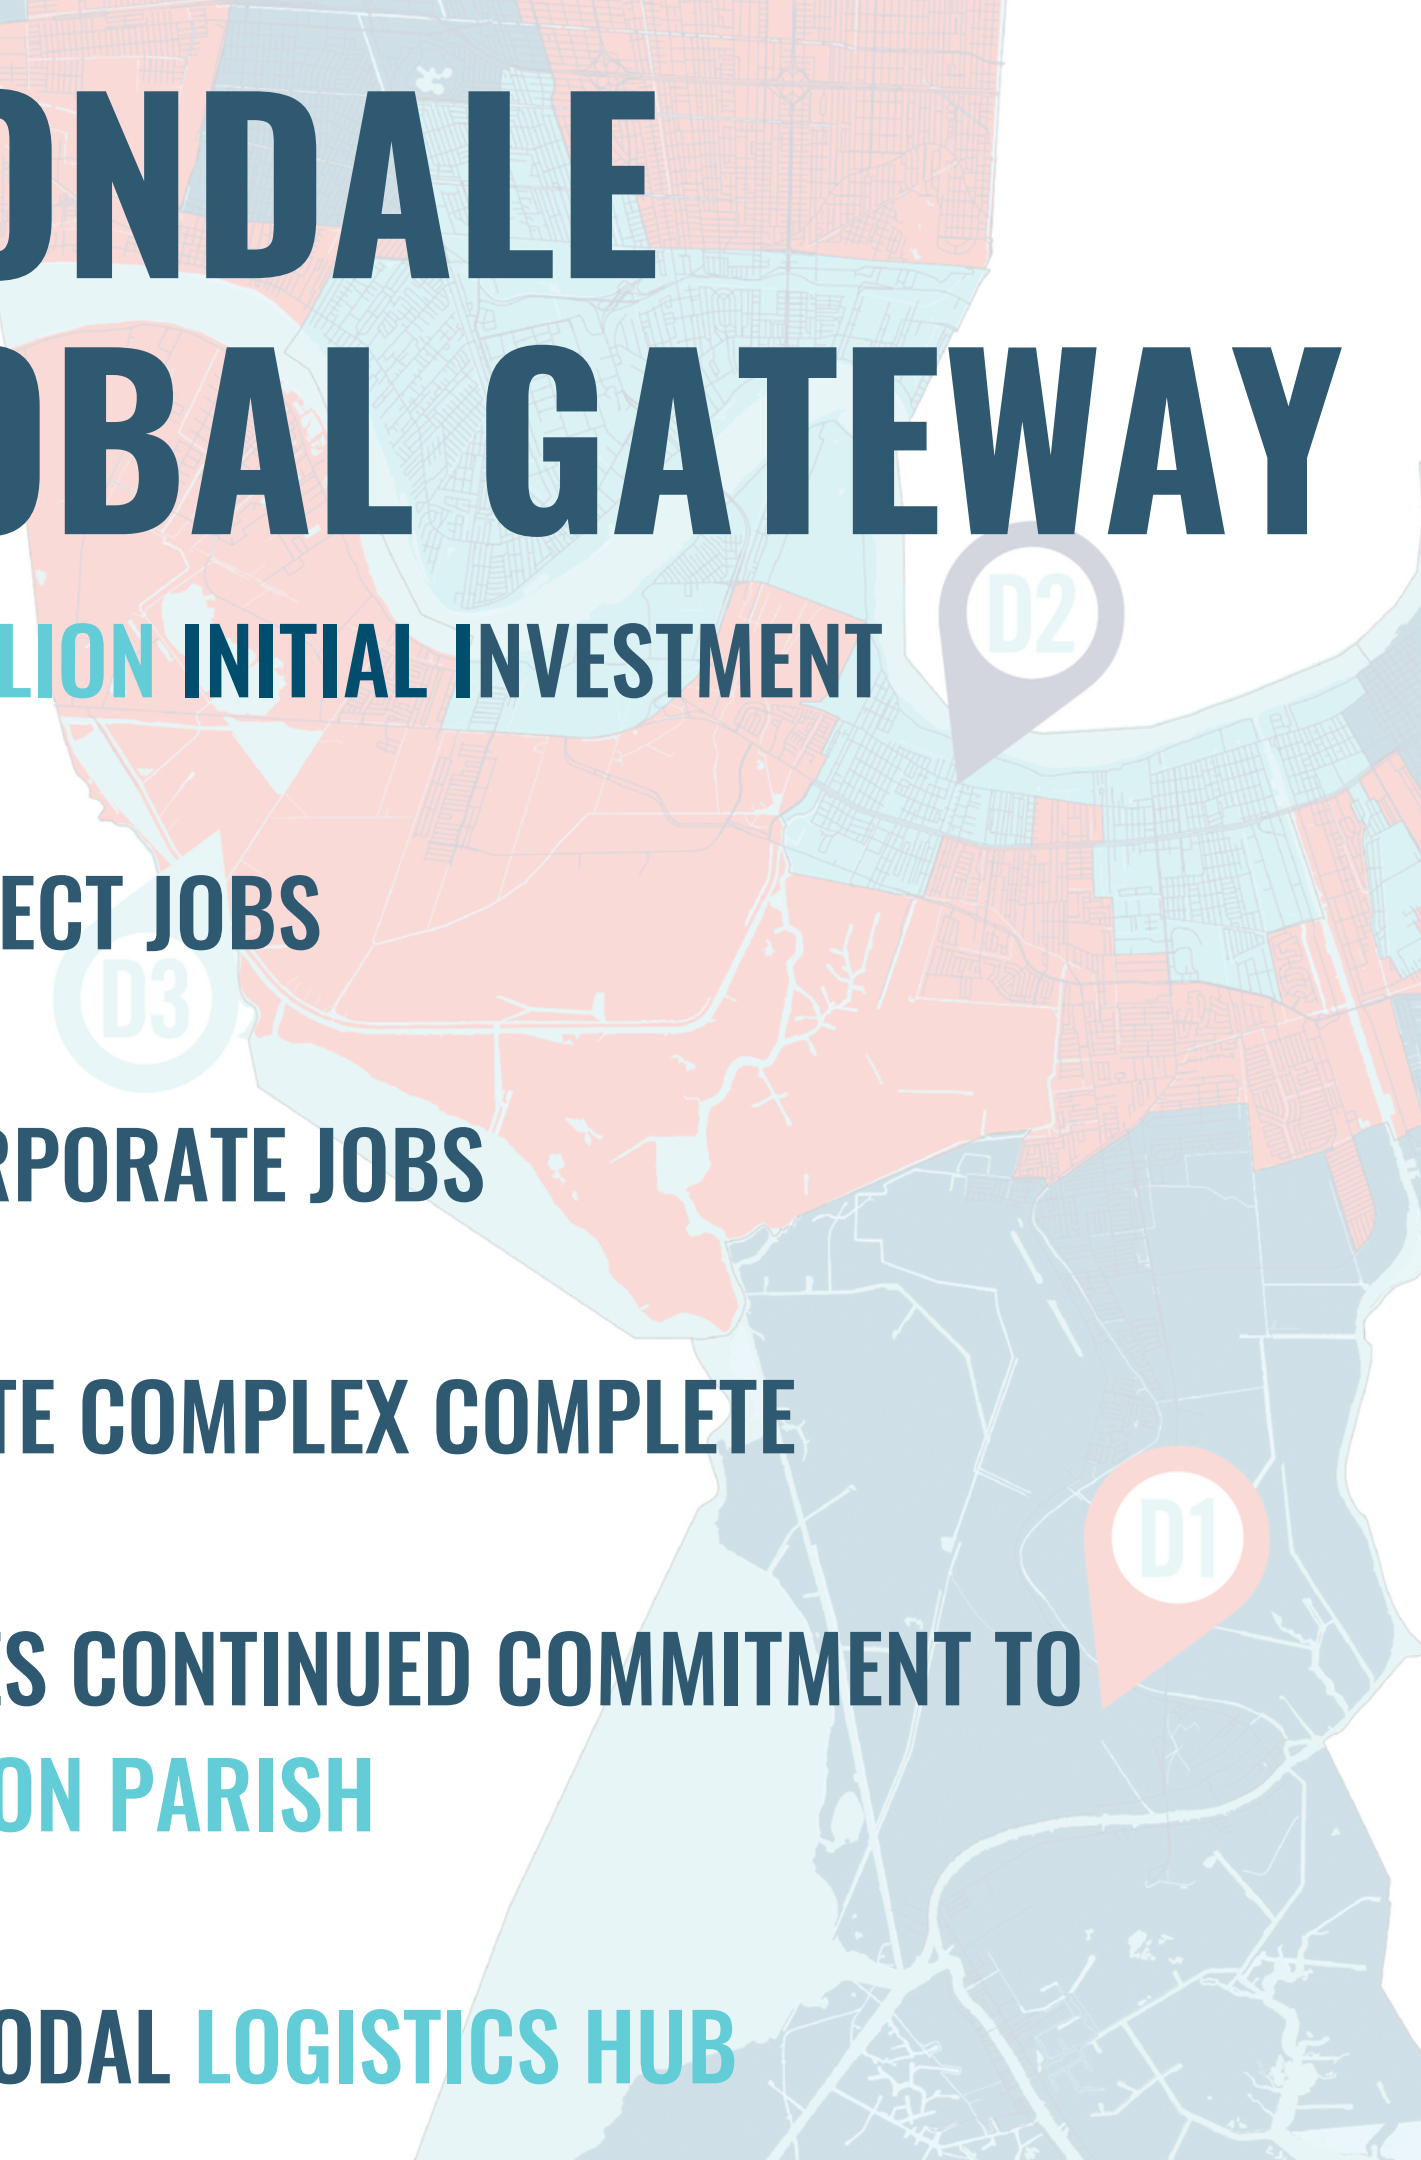 ONDALE
OBAL GATEWAY
LION INITIAL INVESTMENT
D2
ECT JOBS
D3
RPORATE JOBS
TE COMPLEX COMPLETE
D1
ES CONTINUED COMMITMENT TO
ON PARISH
ODAL LOGISTICS HUB